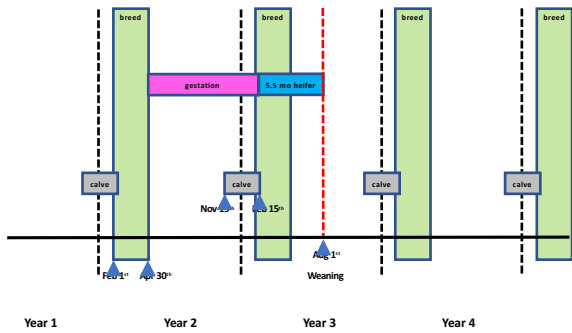 breed breed breed breed
gestation 5.5 mo heifer
calve calve calve calve
Nov 15th Feb 15th
Aug 1st
Feb 1st Apr 30th Weaning
Year 1 Year 2 Year 3 Year 4